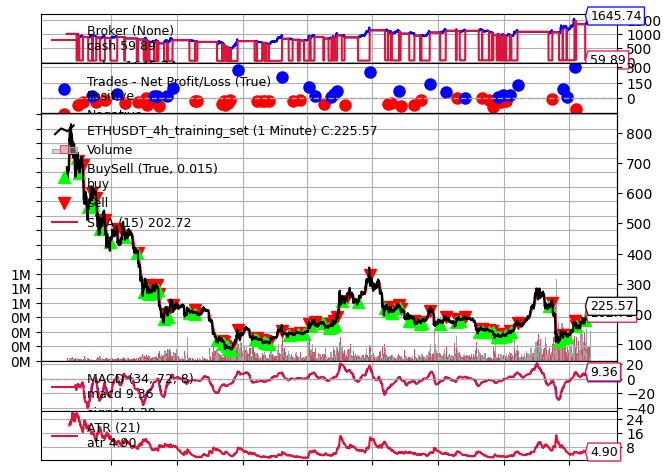 Broker (None)
cash 59.89
1645.74
1000
500
59.89
Trades - Net Profit/Loss (True)
Positive
300
150
0
ETHUSDT_4h_training_set (1 Minute) C:225.57
Volume
BuySell (True, 0.015)
buy
sell
SMA (15) 202.72
800
700
600
500
400
300
225.57
100
1M
1M
1M
0M
0M
0M
0M
MACD (34, 72, 8)
macd 9.36
20
9.36
0
−20
−40
ATR (21)
atr 4.90
24
16
8
4.90